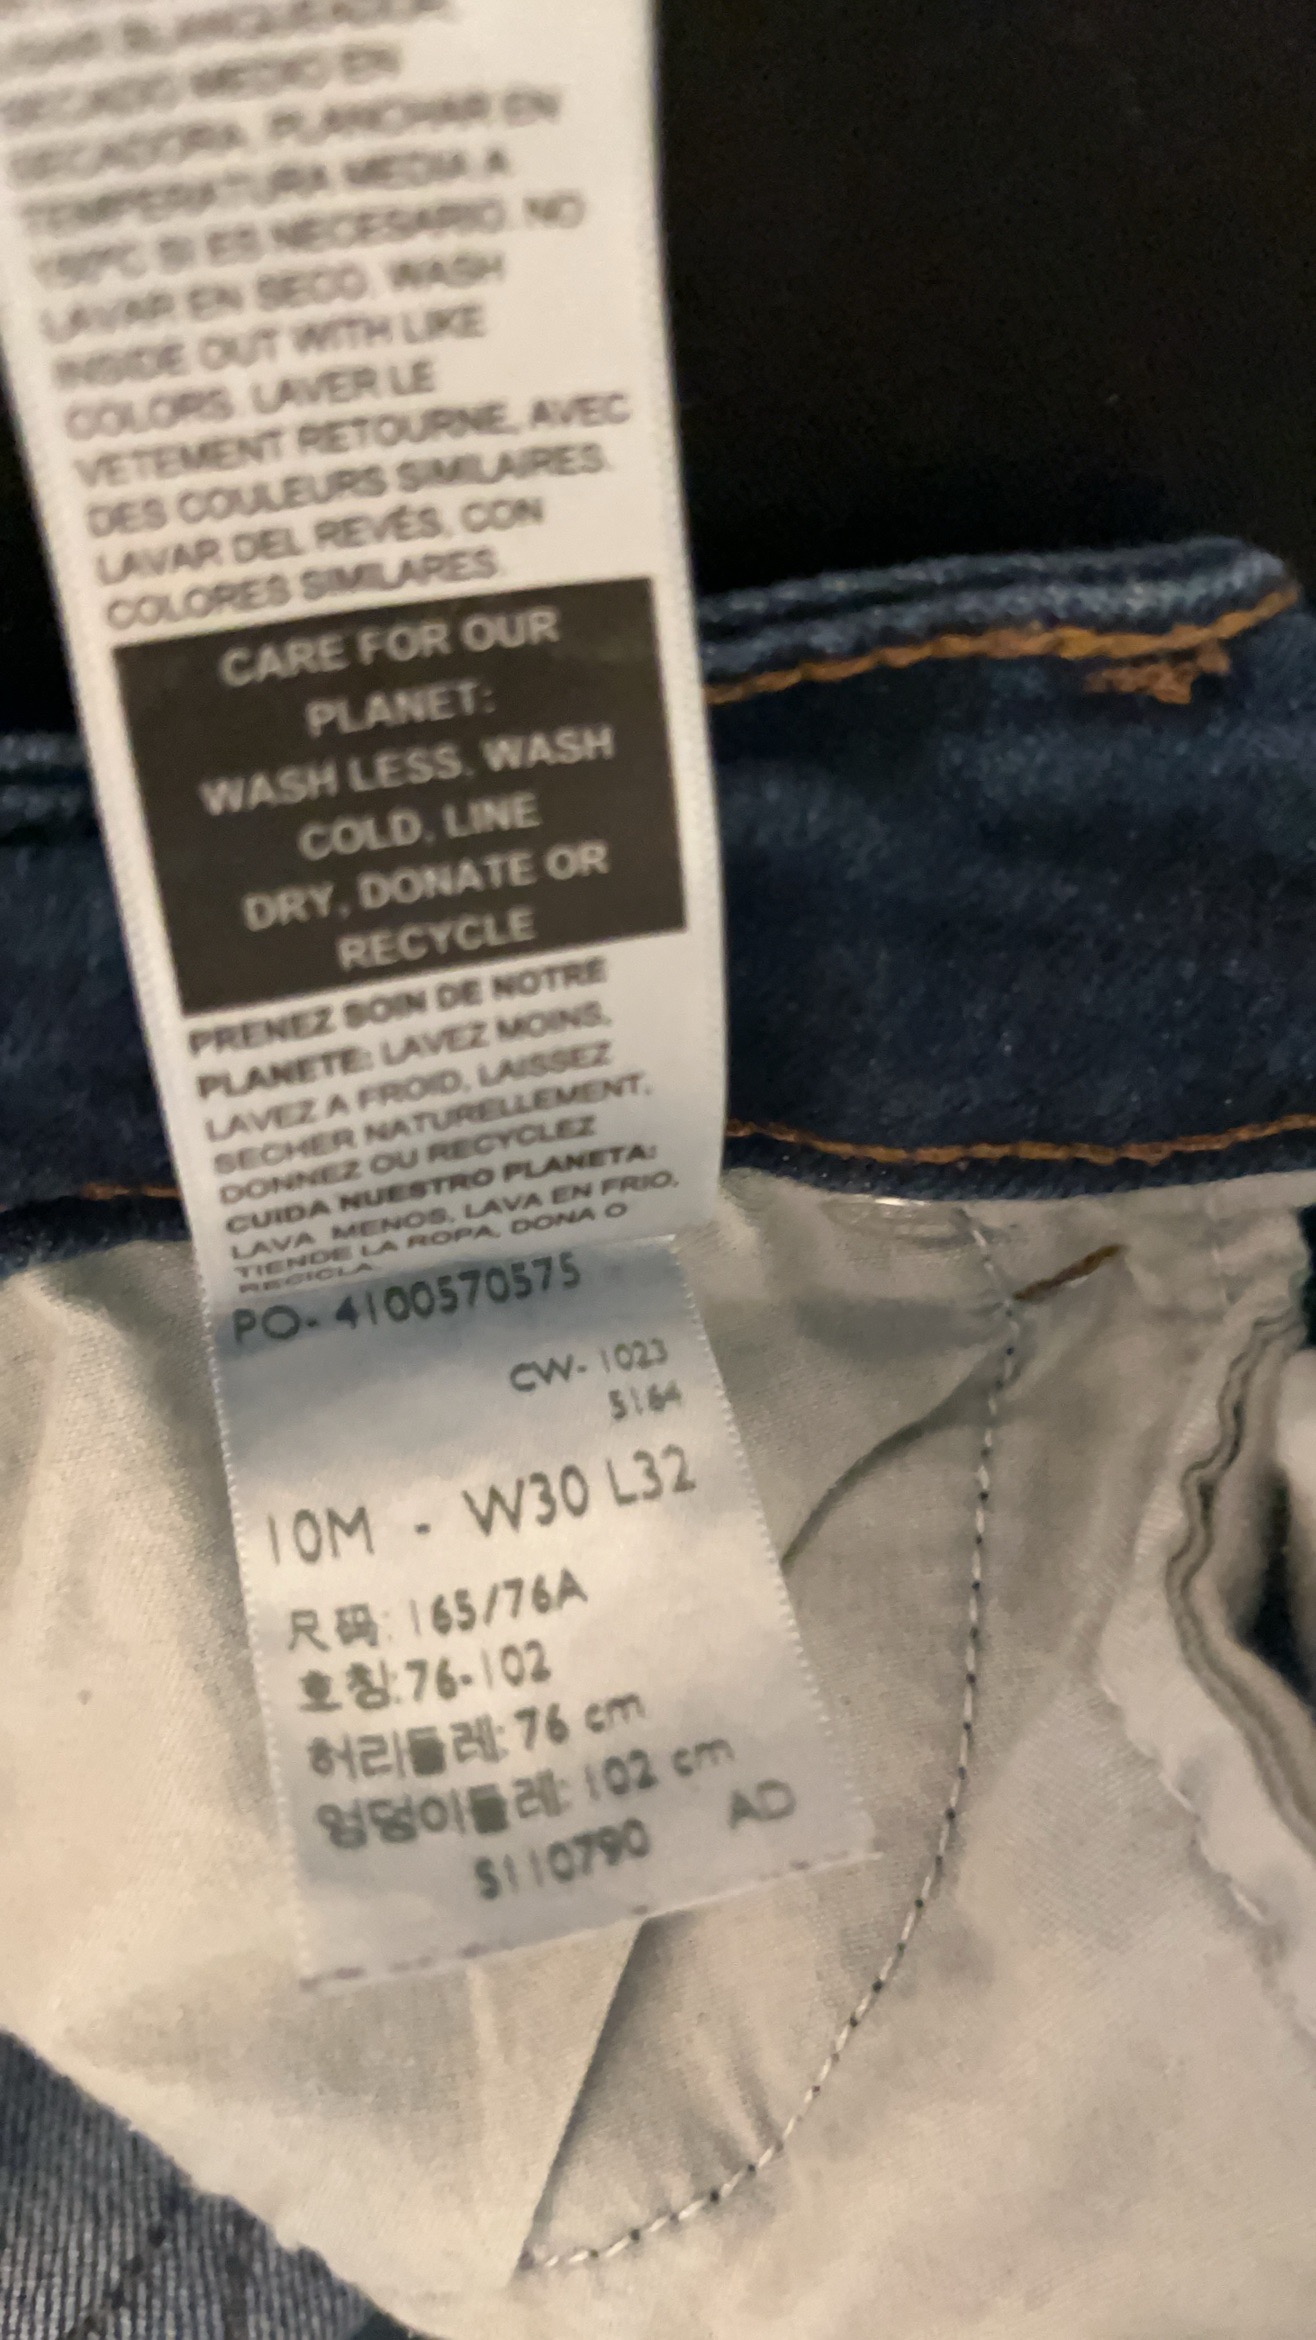 SECADO MEDIO EN
SECADORA. PLANCHAR EN
TEMPERATURA MEDIA A
150°C SI ES NECESARIO. NO
LAVAR EN SECO. WASH
INSIDE OUT WITH LIKE
COLORS. LAVER LE
VETEMENT RETOURNE, AVEC
DES COULEURS SIMILAIRES.
LAVAR DEL REVÉS, CON
COLORES SIMILARES.
CARE FOR OUR
PLANET:
WASH LESS, WASH
COLD, LINE
DRY, DONATE OR
RECYCLE
PRENEZ SOIN DE NOTRE
PLANETE: LAVEZ MOINS,
LAVEZ A FROID, LAISSEZ
SECHER NATURELLEMENT,
DONNEZ OU RECYCLEZ
CUIDA NUESTRO PLANETA:
LAVA MENOS, LAVA EN FRIO,
TIENDE LA ROPA, DONA O
RECICLA
PO- 4100570575
CW- 1023
5164
10M - W30 L32
尺码: 165/76A
호칭:76-102
허리둘레: 76 cm
엉덩이둘레: 102 cm
5110790 AD